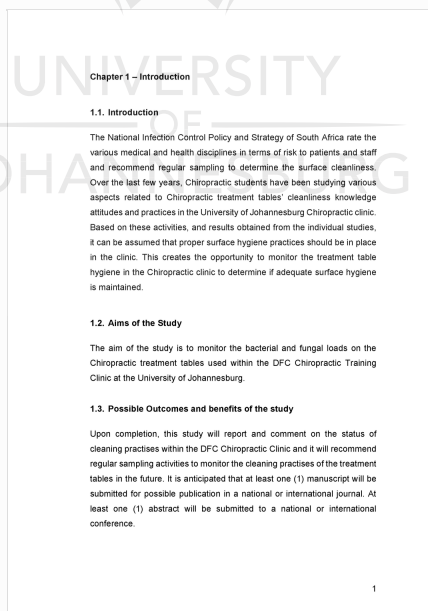 UNIVERSITY
OF
JOHANNESBURG
Chapter 1 – Introduction
1.1. Introduction
The National Infection Control Policy and Strategy of South Africa rate the
various medical and health disciplines in terms of risk to patients and staff
and recommend regular sampling to determine the surface cleanliness.
Over the last few years, Chiropractic students have been studying various
aspects related to Chiropractic treatment tables’ cleanliness knowledge
attitudes and practices in the University of Johannesburg Chiropractic clinic.
Based on these activities, and results obtained from the individual studies,
it can be assumed that proper surface hygiene practices should be in place
in the clinic. This creates the opportunity to monitor the treatment table
hygiene in the Chiropractic clinic to determine if adequate surface hygiene
is maintained.
1.2. Aims of the Study
The aim of the study is to monitor the bacterial and fungal loads on the
Chiropractic treatment tables used within the DFC Chiropractic Training
Clinic at the University of Johannesburg.
1.3. Possible Outcomes and benefits of the study
Upon completion, this study will report and comment on the status of
cleaning practises within the DFC Chiropractic Clinic and it will recommend
regular sampling activities to monitor the cleaning practises of the treatment
tables in the future. It is anticipated that at least one (1) manuscript will be
submitted for possible publication in a national or international journal. At
least one (1) abstract will be submitted to a national or international
conference.
1